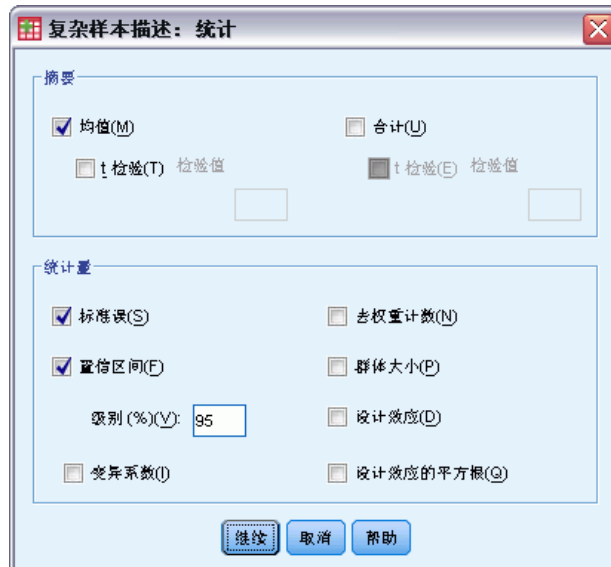 复杂样本描述：统计
摘要
均值(M)
合计(U)
t 检验(T) 检验值
t 检验(E) 检验值
统计量
标准误(S)
去权重计数(N)
置信区间(F)
群体大小(P)
级别(%)(V): 95
设计效应(D)
变异系数(I)
设计效应的平方根(Q)
继续
取消
帮助